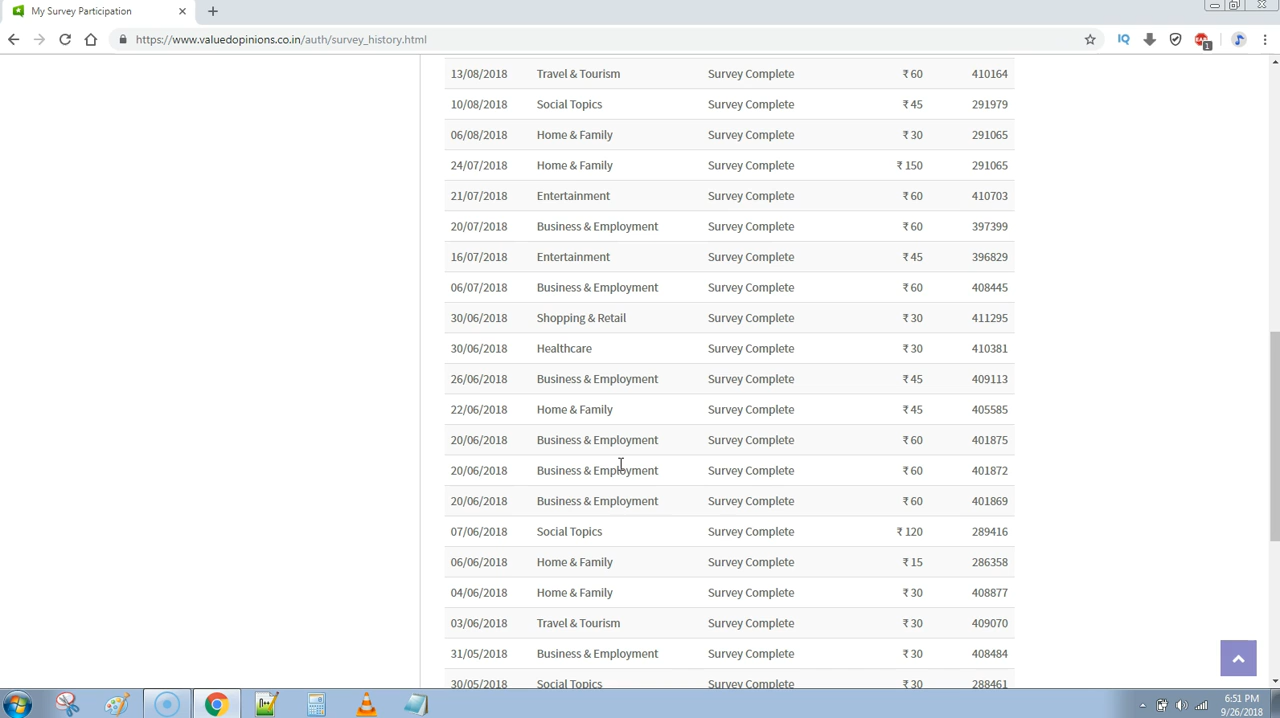 My Survey Participation
https://www.valuedopinions.co.in/auth/survey_history.html
IQ
1
13/08/2018 Travel & Tourism Survey Complete ₹ 60 410164
10/08/2018 Social Topics Survey Complete ₹ 45 291979
06/08/2018 Home & Family Survey Complete ₹ 30 291065
24/07/2018 Home & Family Survey Complete ₹ 150 291065
21/07/2018 Entertainment Survey Complete ₹ 60 410703
20/07/2018 Business & Employment Survey Complete ₹ 60 397399
16/07/2018 Entertainment Survey Complete ₹ 45 396829
06/07/2018 Business & Employment Survey Complete ₹ 60 408445
30/06/2018 Shopping & Retail Survey Complete ₹ 30 411295
30/06/2018 Healthcare Survey Complete ₹ 30 410381
26/06/2018 Business & Employment Survey Complete ₹ 45 409113
22/06/2018 Home & Family Survey Complete ₹ 45 405585
20/06/2018 Business & Employment Survey Complete ₹ 60 401875
20/06/2018 Business & Employment Survey Complete ₹ 60 401872
20/06/2018 Business & Employment Survey Complete ₹ 60 401869
07/06/2018 Social Topics Survey Complete ₹ 120 289416
06/06/2018 Home & Family Survey Complete ₹ 15 286358
04/06/2018 Home & Family Survey Complete ₹ 30 408877
03/06/2018 Travel & Tourism Survey Complete ₹ 30 409070
31/05/2018 Business & Employment Survey Complete ₹ 30 408484
30/05/2018 Social Topics Survey Complete ₹ 30 288461
6:51 PM
9/26/2018